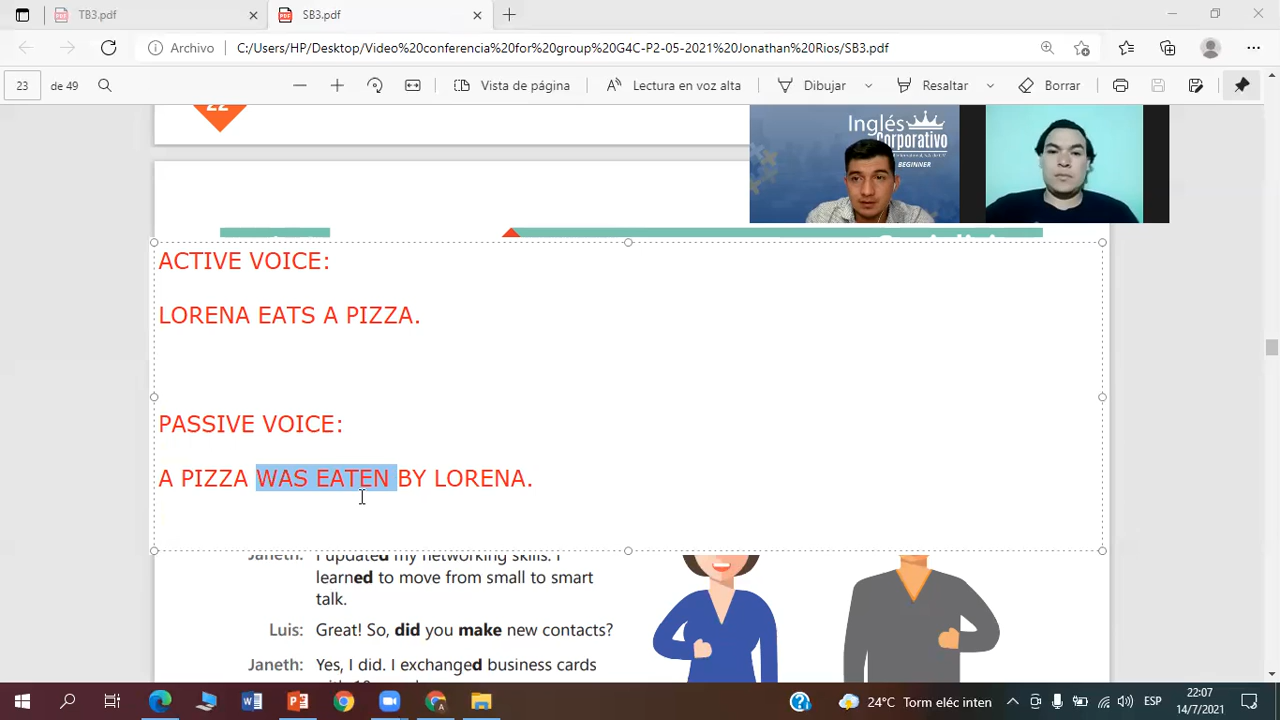 TB3.pdf
SB3.pdf
Archivo
C:/Users/HP/Desktop/Video%20conferencia%20for%20group%20G4C-P2-05-2021%20Jonathan%20Rios/SB3.pdf
23 de 49
Vista de página
Lectura en voz alta
Dibujar
Resaltar
Borrar
22
Inglés
Corporativo
BEGINNER
ACTIVE VOICE:
LORENA EATS A PIZZA.
PASSIVE VOICE:
A PIZZA WAS EATEN BY LORENA.
Janeth: I updated my networking skills. I
learned to move from small to smart
talk.
Luis: Great! So, did you make new contacts?
Janeth: Yes, I did. I exchanged business cards
24°C Torm eléc inten
ESP
22:07
14/7/2021